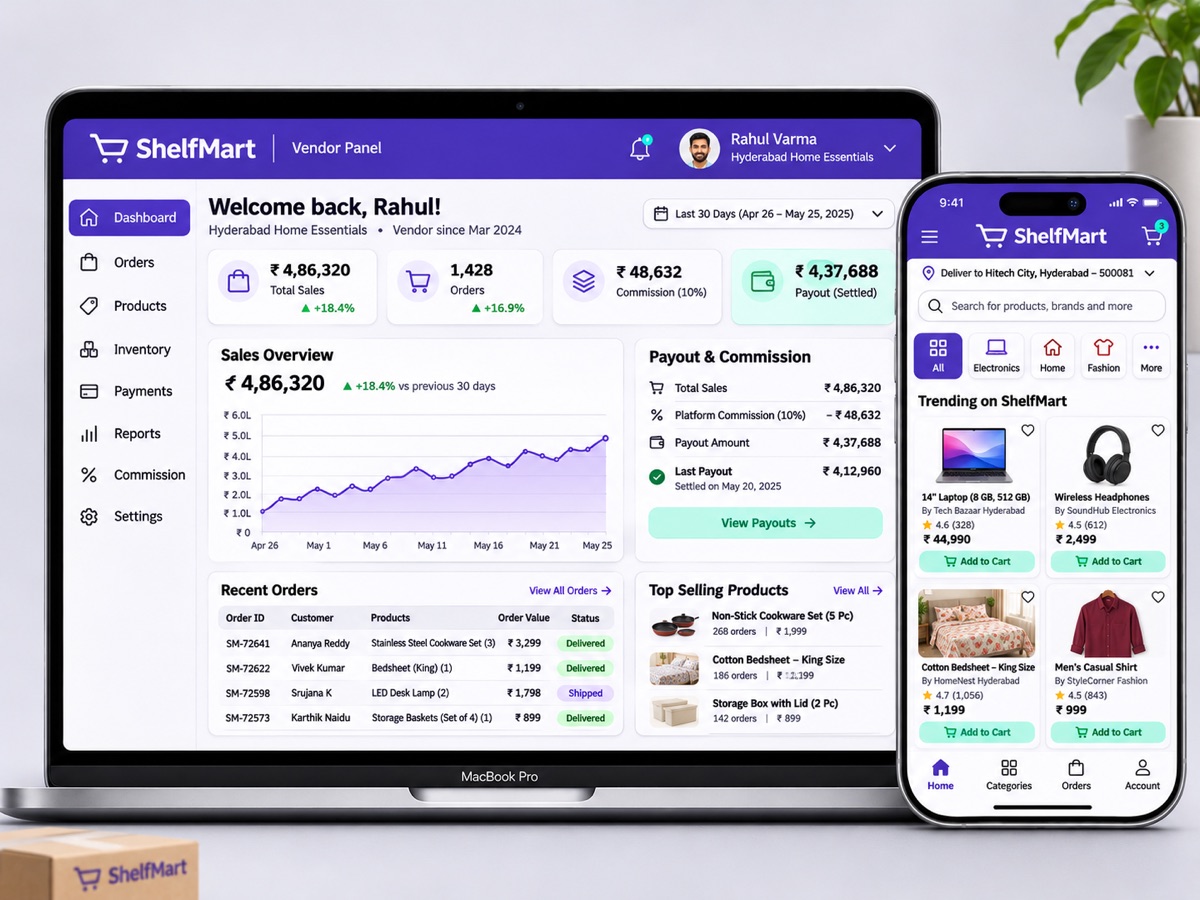 ShelfMart
Vendor Panel
Rahul Varma
Hyderabad Home Essentials
Dashboard
Orders
Products
Inventory
Payments
Reports
Commission
Settings
Welcome back, Rahul!
Hyderabad Home Essentials • Vendor since Mar 2024
Last 30 Days (Apr 26 – May 25, 2025)
₹ 4,86,320
Total Sales
▲ +18.4%
1,428
Orders
▲ +16.9%
₹ 48,632
Commission (10%)
₹ 4,37,688
Payout (Settled)
Sales Overview
₹ 4,86,320 ▲ +18.4% vs previous 30 days
₹ 6.0L
₹ 5.0L
₹ 4.0L
₹ 3.0L
₹ 2.0L
₹ 1.0L
₹ 0
Apr 26 May 1 May 6 May 11 May 16 May 21 May 25
Payout & Commission
Total Sales ₹ 4,86,320
Platform Commission (10%) – ₹ 48,632
Payout Amount ₹ 4,37,688
Last Payout ₹ 4,12,960
Settled on May 20, 2025
View Payouts →
Recent Orders View All Orders →
Order ID Customer Products Order Value Status
SM-72641 Ananya Reddy Stainless Steel Cookware Set (3) ₹ 3,299 Delivered
SM-72622 Vivek Kumar Bedsheet (King) (1) ₹ 1,199 Delivered
SM-72598 Srujana K LED Desk Lamp (2) ₹ 1,798 Shipped
SM-72573 Karthik Naidu Storage Baskets (Set of 4) (1) ₹ 899 Delivered
Top Selling Products View All →
Non-Stick Cookware Set (5 Pc)
268 orders | ₹ 1,999
Cotton Bedsheet – King Size
186 orders | ₹
Storage Box with Lid (2 Pc)
142 orders | ₹ 899
MacBook Pro
9:41
ShelfMart
3
Deliver to Hitech City, Hyderabad – 500081
Search for products, brands and more
All
Electronics
Home
Fashion
More
Trending on ShelfMart
14" Laptop (8 GB, 512 GB)
By Tech Bazaar Hyderabad
4.6 (328)
₹ 44,990
Add to Cart
Wireless Headphones
By SoundHub Electronics
4.5 (612)
₹ 2,499
Add to Cart
Cotton Bedsheet – King Size
By HomeNest Hyderabad
4.7 (1,056)
₹ 1,199
Add to Cart
Men's Casual Shirt
By StyleCorner Fashion
4.5 (843)
₹ 999
Add to Cart
Home
Categories
Orders
Account
ShelfMart